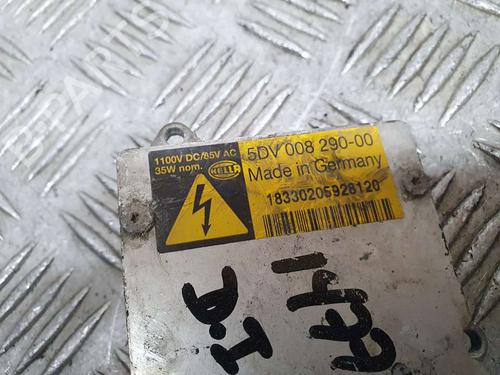 1100V DC/85V AC
35W nom.
HELLA
5DV 008 290-00
Made in Germany
18330205928120
D.I